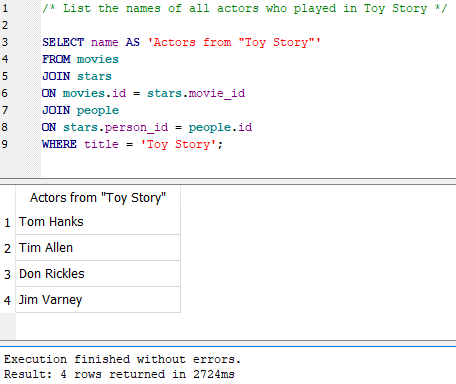 1 /* List the names of all actors who played in Toy Story */
2
3 SELECT name AS 'Actors from "Toy Story"'
4 FROM movies
5 JOIN stars
6 ON movies.id = stars.movie_id
7 JOIN people
8 ON stars.person_id = people.id
9 WHERE title = 'Toy Story';
Actors from "Toy Story"
1 Tom Hanks
2 Tim Allen
3 Don Rickles
4 Jim Varney
Execution finished without errors.
Result: 4 rows returned in 2724ms